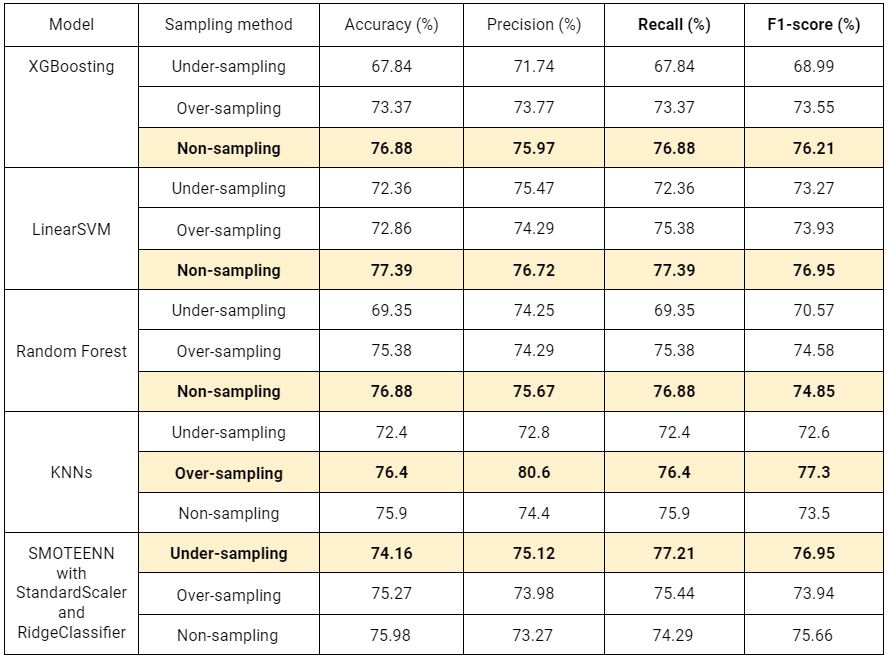 Model Sampling method Accuracy (%) Precision (%) Recall (%) F1-score (%)
XGBoosting Under-sampling 67.84 71.74 67.84 68.99
Over-sampling 73.37 73.77 73.37 73.55
Non-sampling 76.88 75.97 76.88 76.21
Under-sampling 72.36 75.47 72.36 73.27
LinearSVM Over-sampling 72.86 74.29 75.38 73.93
Non-sampling 77.39 76.72 77.39 76.95
Under-sampling 69.35 74.25 69.35 70.57
Random Forest Over-sampling 75.38 74.29 75.38 74.58
Non-sampling 76.88 75.67 76.88 74.85
Under-sampling 72.4 72.8 72.4 72.6
KNNs Over-sampling 76.4 80.6 76.4 77.3
Non-sampling 75.9 74.4 75.9 73.5
SMOTEENN Under-sampling 74.16 75.12 77.21 76.95
with
StandardScaler Over-sampling 75.27 73.98 75.44 73.94
and
RidgeClassifier Non-sampling 75.98 73.27 74.29 75.66